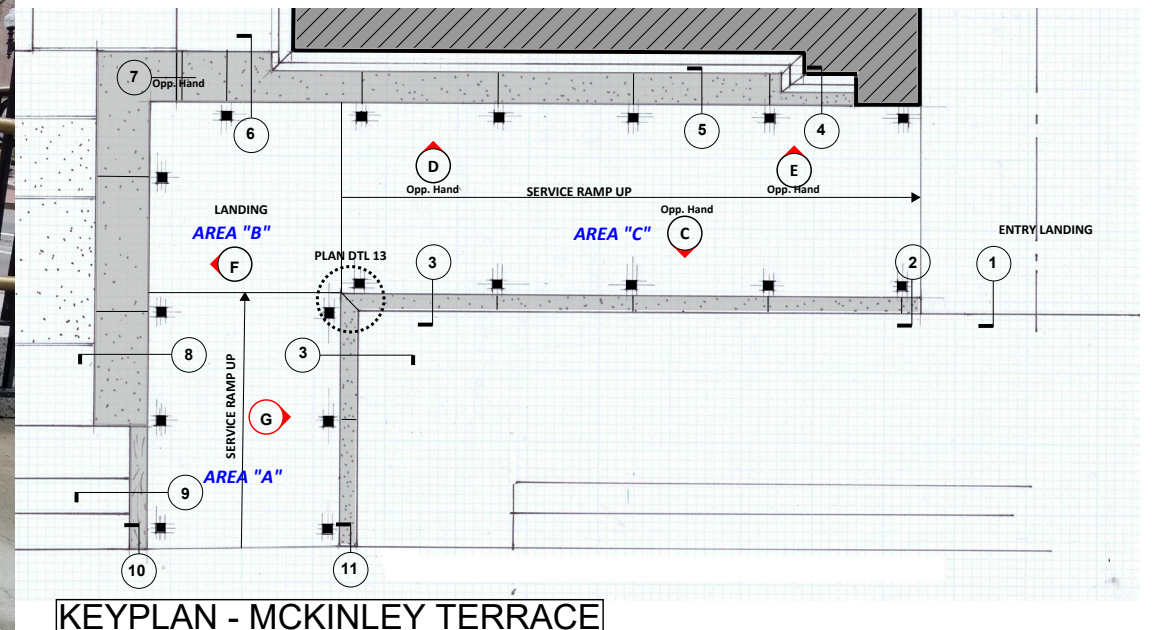 7
Opp. Hand
6
5
4
D
Opp. Hand
E
Opp. Hand
SERVICE RAMP UP
LANDING
AREA "B"
Opp. Hand
C
AREA "C"
ENTRY LANDING
F
PLAN DTL 13
3
2
1
8
3
SERVICE RAMP UP
G
AREA "A"
9
10
11
KEYPLAN - MCKINLEY TERRACE